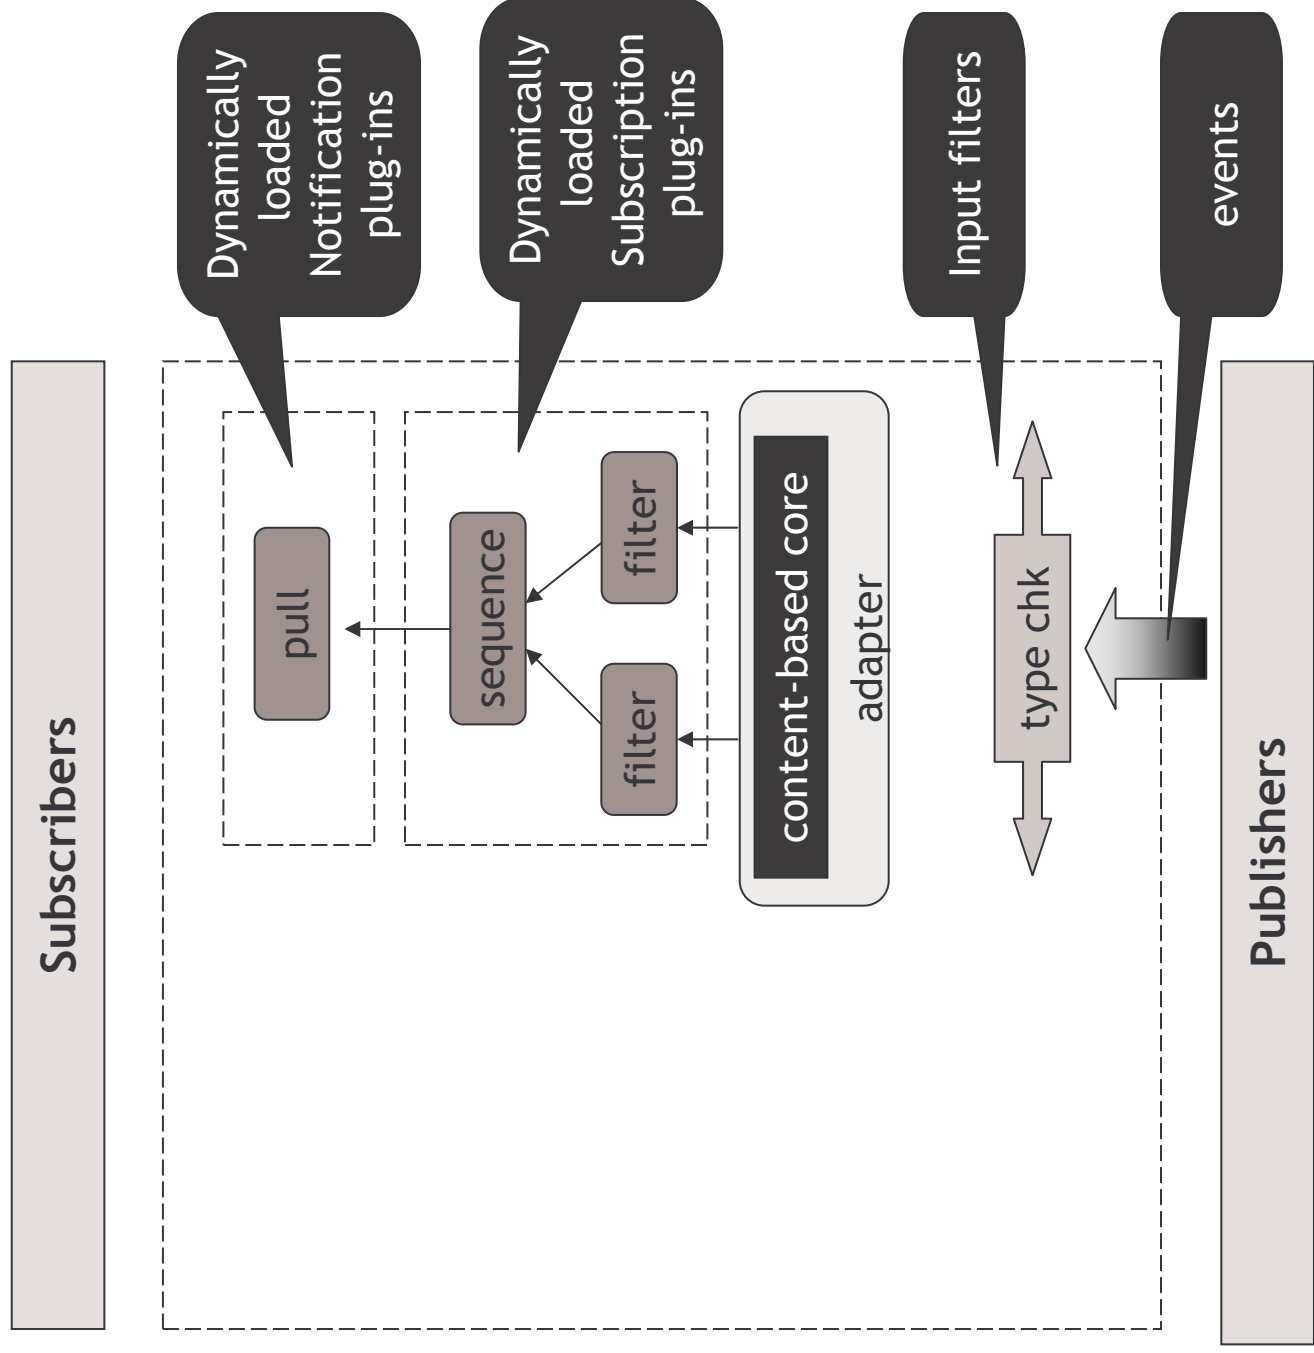 Subscribers
Dynamically
loaded
Notification
plug-ins
pull
Dynamically
loaded
Subscription
plug-ins
sequence
filter
filter
content-based core
adapter
Input filters
type chk
events
Publishers